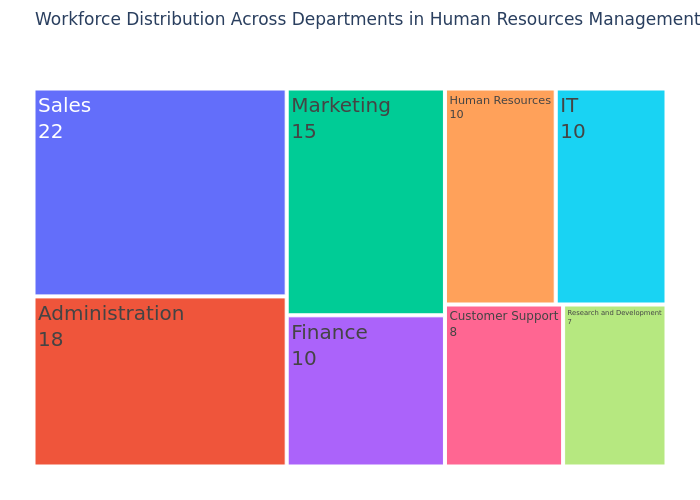 Workforce Distribution Across Departments in Human Resources Management
Sales
22
Marketing
15
Human Resources
10
IT
10
Administration
18
Finance
10
Customer Support
8
Research and Development
7